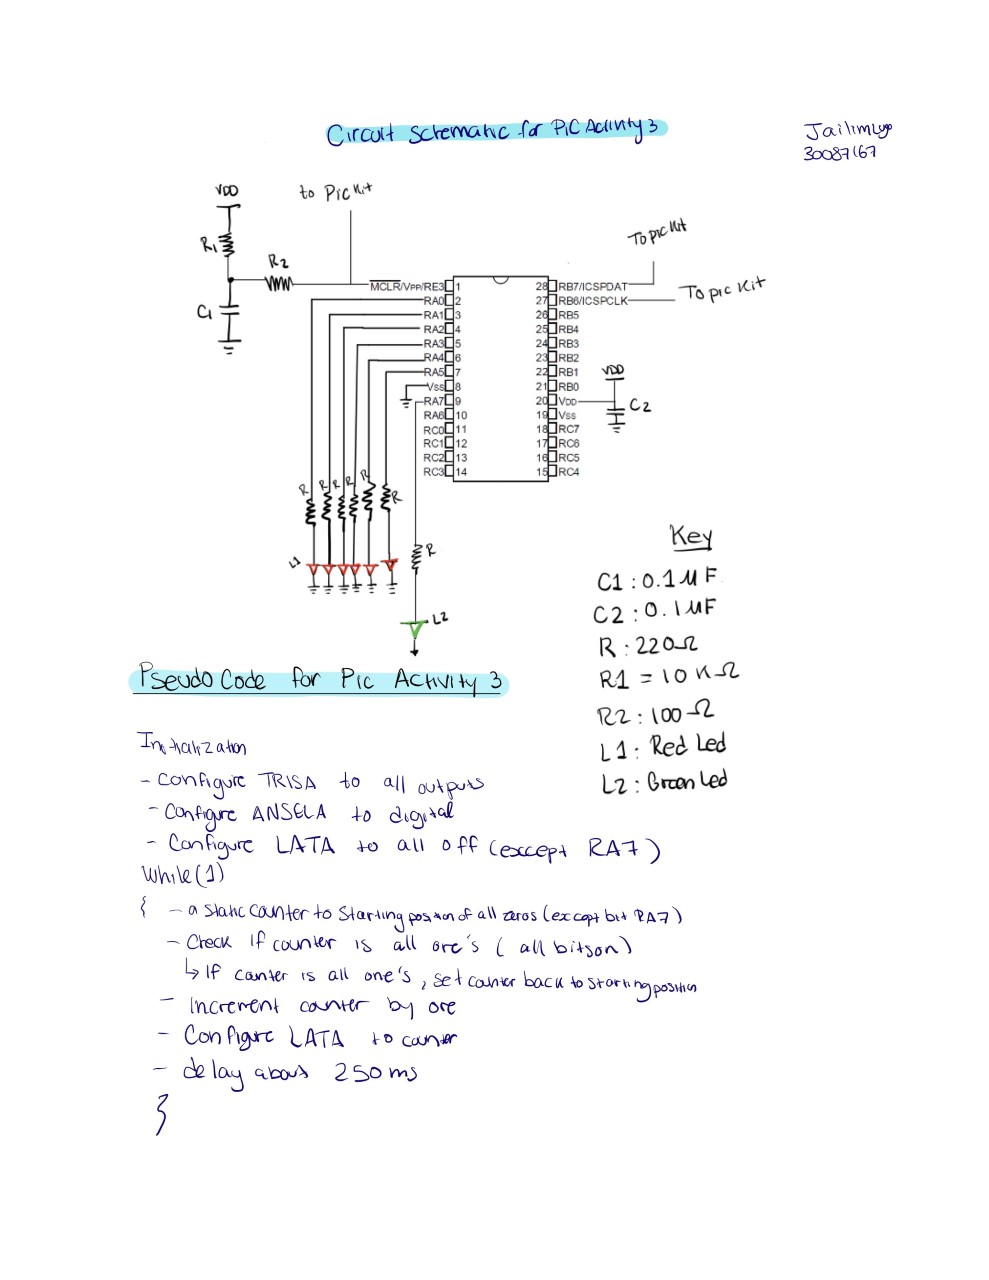 Circuit Schematic for PiC Activity 3
30087167
VDD
to Pic Kit
R1
R2
C1
To pic kit
To pic Kit
MCLR/VPP/RE3 1
RA0 2
RA1 3
RA2 4
RA3 5
RA4 6
RA5 7
Vss 8
RA7 9
RA6 10
RC0 11
RC1 12
RC2 13
RC3 14
28 RB7/ICSPDAT
27 RB6/ICSPCLK
26 RB5
25 RB4
24 RB3
23 RB2
22 RB1
21 RB0
20 VDD
19 Vss
18 RC7
17 RC6
16 RC5
15 RC4
VDD
C2
R R R R R R
R
L1
L2
Key
C1 : 0.1 µF
C2 : 0.1 µF
R : 220Ω
R1 = 10 KΩ
R2 : 100 Ω
L1 : Red Led
L2 : Green Led
Pseudo Code for Pic Activity 3
Initialization
- Configure TRISA to all outputs
- Configure ANSELA to digital
- Configure LATA to all off (except RA7)
While(1)
{ - a static counter to starting position of all zeros (except bit RA7)
- Check if counter is all one's ( all bits on)
↳ If counter is all one's, set counter back to starting position
- Increment counter by one
- Configure LATA to counter
- delay about 250 ms
}